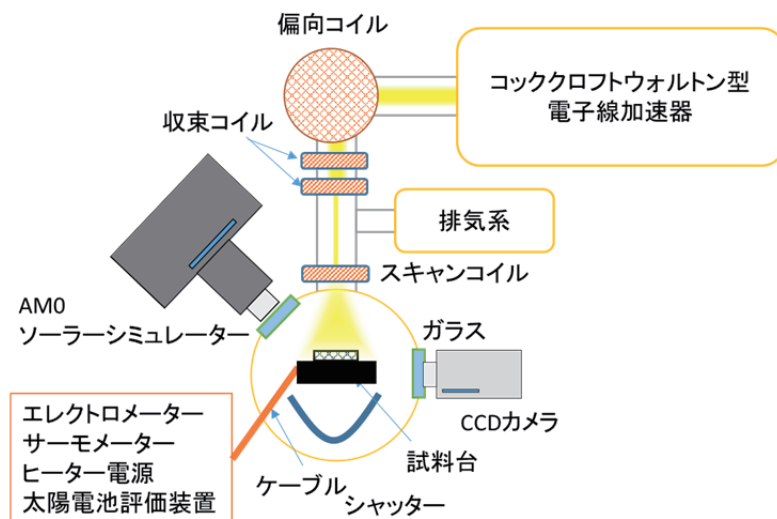 偏向コイル
コッククロフトウォルトン型
電子線加速器
収束コイル
排気系
スキャンコイル
AM0
ソーラーシミュレーター
ガラス
CCDカメラ
エレクトロメーター
サーモメーター
ヒーター電源
太陽電池評価装置
試料台
ケーブル
シャッター